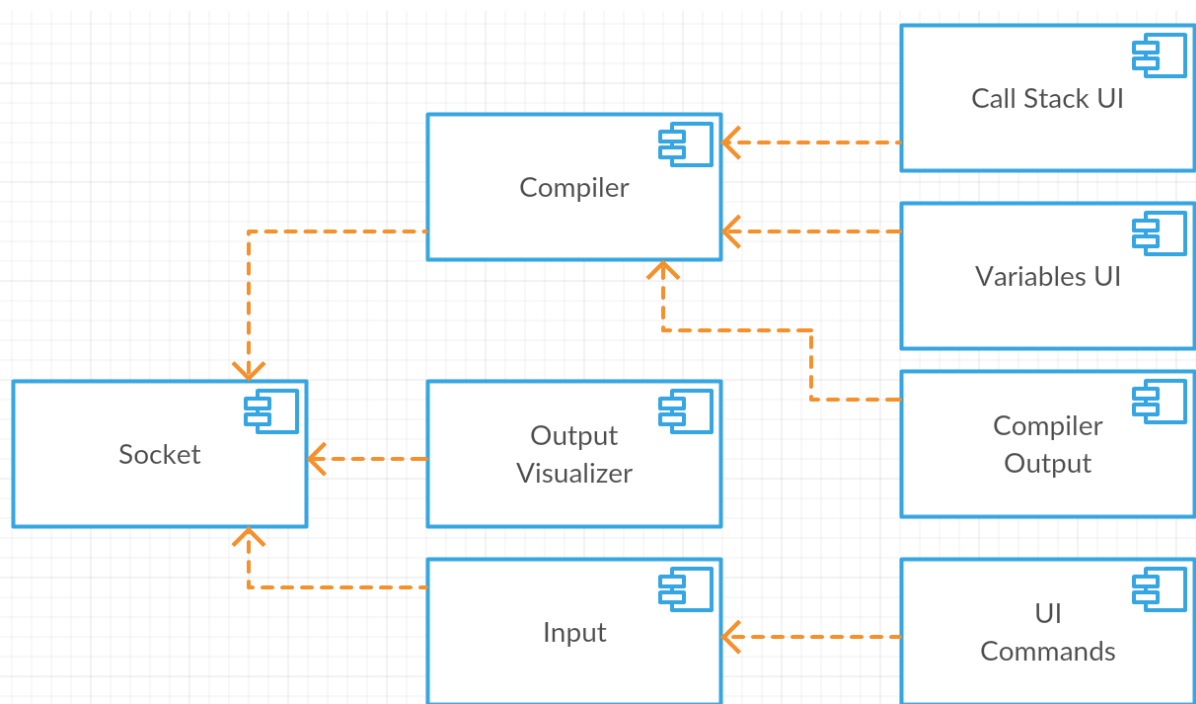 Call Stack UI
Compiler
Variables UI
Socket
Output
Visualizer
Compiler
Output
Input
UI
Commands